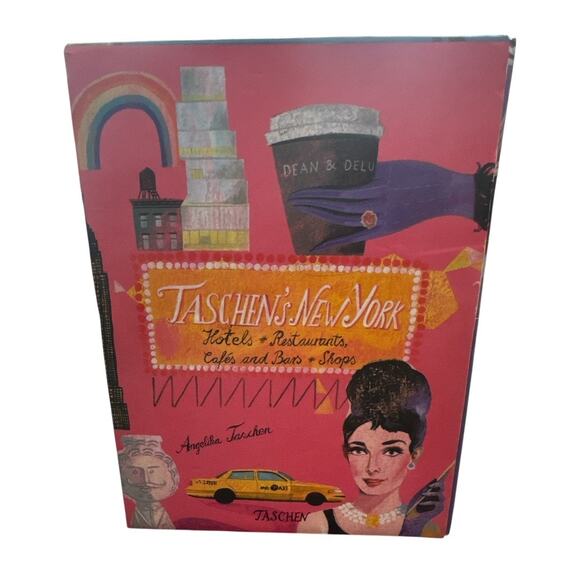 DEAN & DELU
TASCHEN'S NEW YORK
Hotels * Restaurants,
Cafés and Bars * Shops
Angelika Taschen
TASCHEN